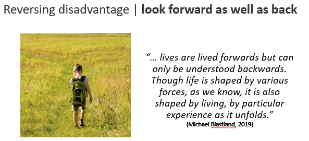 Reversing disadvantage | look forward as well as back
“... lives are lived forwards but can
only be understood backwards.
Though life is shaped by various
forces, as we know, it is also
shaped by living, by particular
experience as it unfolds.”
(Michael Blastland, 2019)